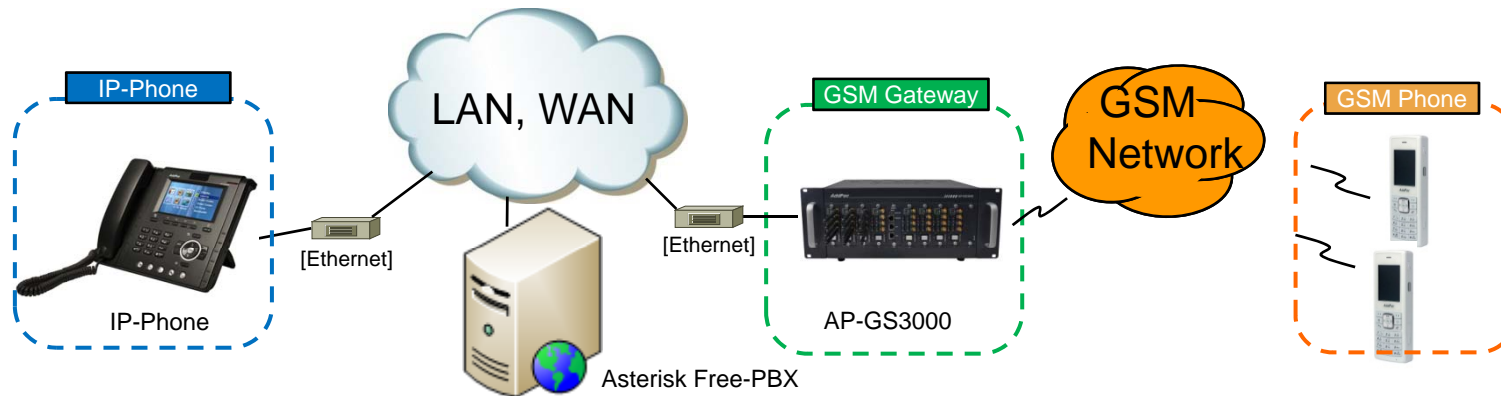 IP-Phone
LAN, WAN
GSM Gateway
GSM
Network
GSM Phone
[Ethernet]
[Ethernet]
IP-Phone
AP-GS3000
Asterisk Free-PBX